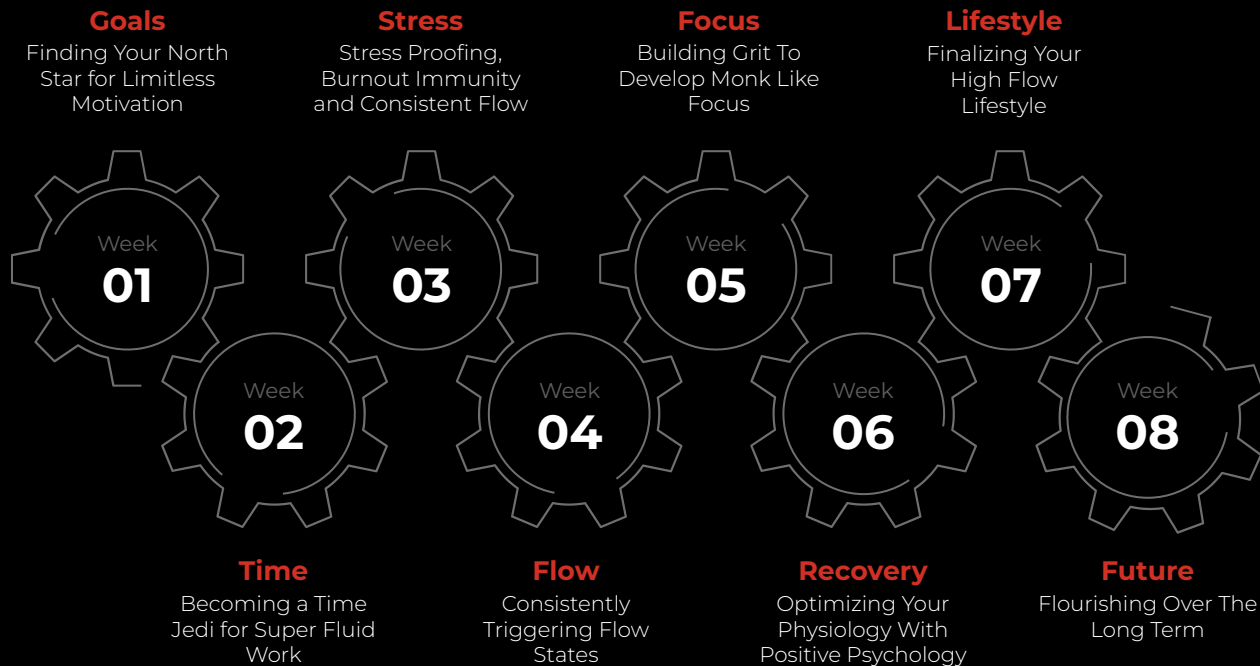 Goals
Finding Your North
Star for Limitless
Motivation
Stress
Stress Proofing,
Burnout Immunity
and Consistent Flow
Focus
Building Grit To
Develop Monk Like
Focus
Lifestyle
Finalizing Your
High Flow
Lifestyle
Week
01
Week
03
Week
05
Week
07
Week
02
Week
04
Week
06
Week
08
Time
Becoming a Time
Jedi for Super Fluid
Work
Flow
Consistently
Triggering Flow
States
Recovery
Optimizing Your
Physiology With
Positive Psychology
Future
Flourishing Over The
Long Term